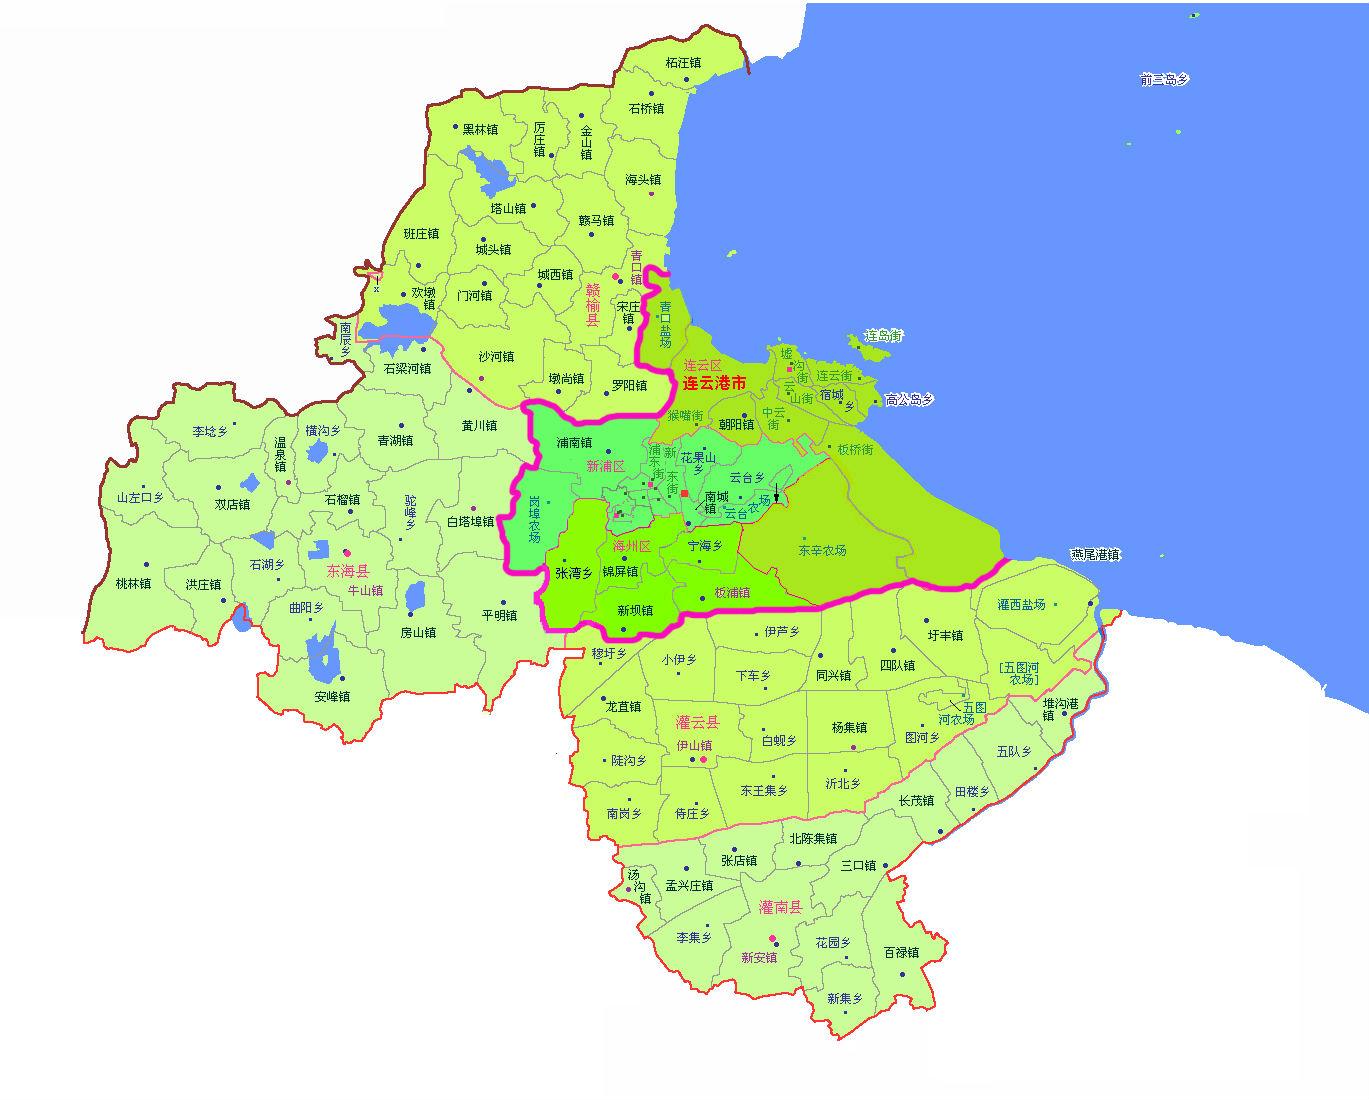 柘汪镇
前三岛乡
石桥镇
黑林镇
厉庄镇
金山镇
海头镇
塔山镇
赣马镇
班庄镇
城头镇
青口镇
城西镇
欢墩镇
门河镇
赣榆县
宋庄镇
青口盐场
x
南辰乡
连岛街
石梁河镇
沙河镇
墟沟街
连云区
连云港市
墩尚镇
罗阳镇
连云街
云山街
宿城乡
高公岛乡
猴嘴街
朝阳镇
中云街
李埝乡
温泉镇
横沟乡
青湖镇
黄川镇
浦南镇
浦东街
新东街
花果山乡
板桥街
新浦区
云台乡
山左口乡
双店镇
石榴镇
驼峰乡
白塔埠镇
岗埠农场
南城镇
云台农场
海州区
宁海乡
东辛农场
燕尾港镇
桃林镇
洪庄镇
石湖乡
东海县
牛山镇
张湾乡
锦屏镇
板浦镇
曲阳乡
房山镇
平明镇
新坝镇
灌西盐场
伊芦乡
圩丰镇
穆圩乡
小伊乡
下车乡
同兴镇
四队镇
[五图河
农场]
安峰镇
龙苴镇
灌云县
伊山镇
白蚬乡
杨集镇
五图
河农场
图河乡
堆沟港
镇
陡沟乡
五队乡
东王集乡
沂北乡
长茂镇
田楼乡
南岗乡
侍庄乡
北陈集镇
张店镇
三口镇
汤沟镇
孟兴庄镇
灌南县
李集乡
新安镇
花园乡
百禄镇
新集乡